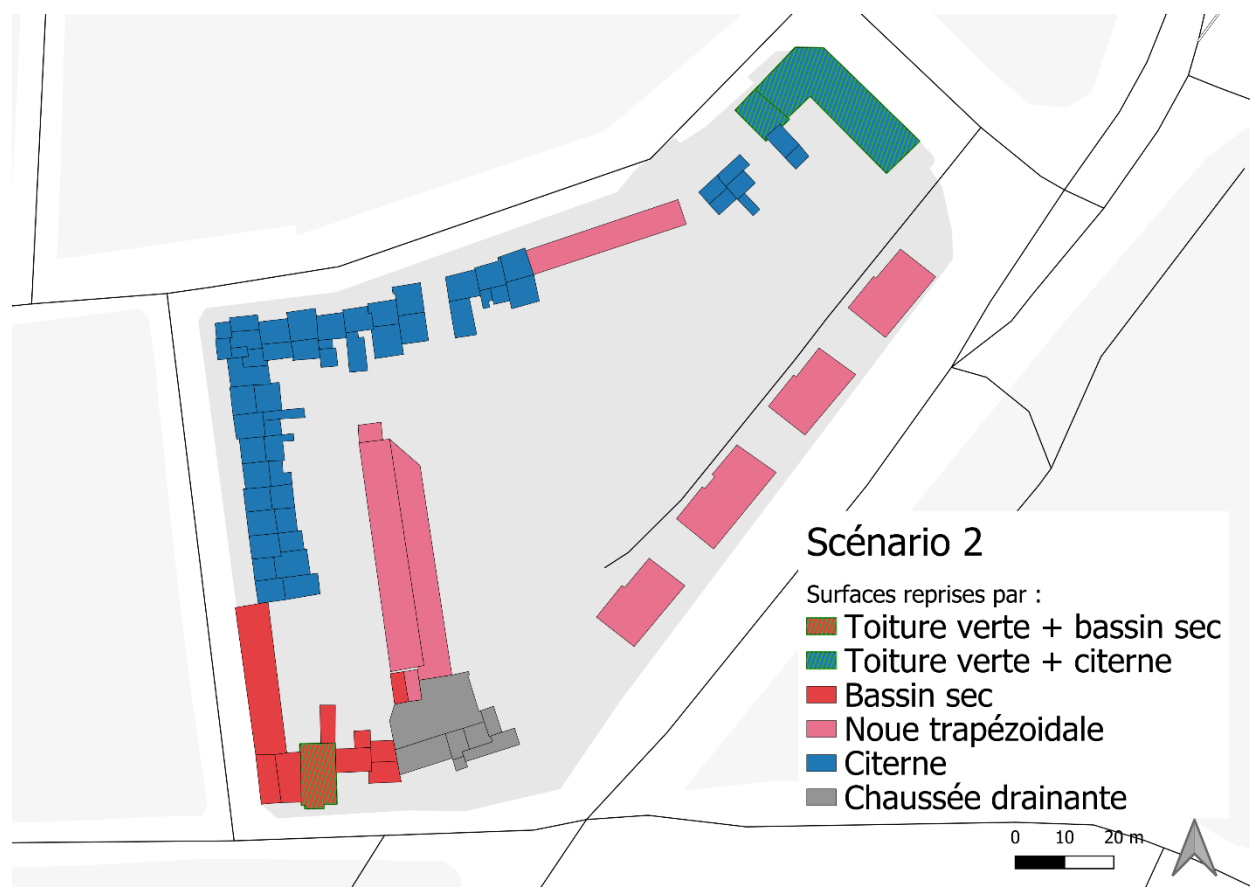 Scénario 2
Surfaces reprises par :
Toiture verte + bassin sec
Toiture verte + citerne
Bassin sec
Noue trapézoidale
Citerne
Chaussée drainante
0 10 20 m